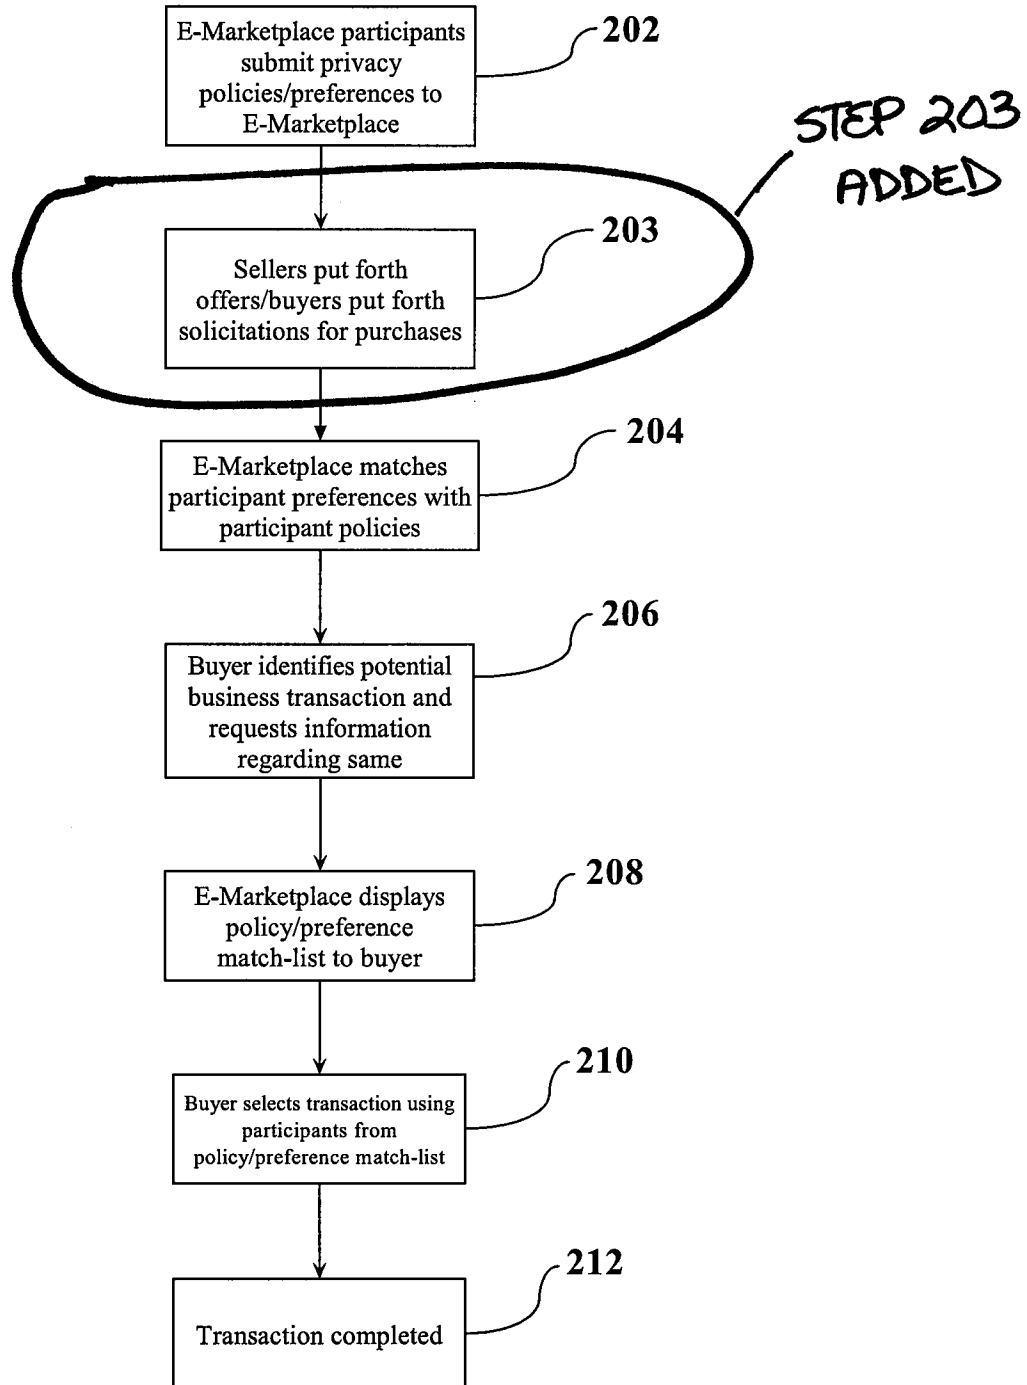 E-Marketplace participants
submit privacy
policies/preferences to
E-Marketplace
202
STEP 203
ADDED
Sellers put forth
offers/buyers put forth
solicitations for purchases
203
E-Marketplace matches
participant preferences with
participant policies
204
Buyer identifies potential
business transaction and
requests information
regarding same
206
E-Marketplace displays
policy/preference
match-list to buyer
208
Buyer selects transaction using
participants from
policy/preference match-list
210
Transaction completed
212